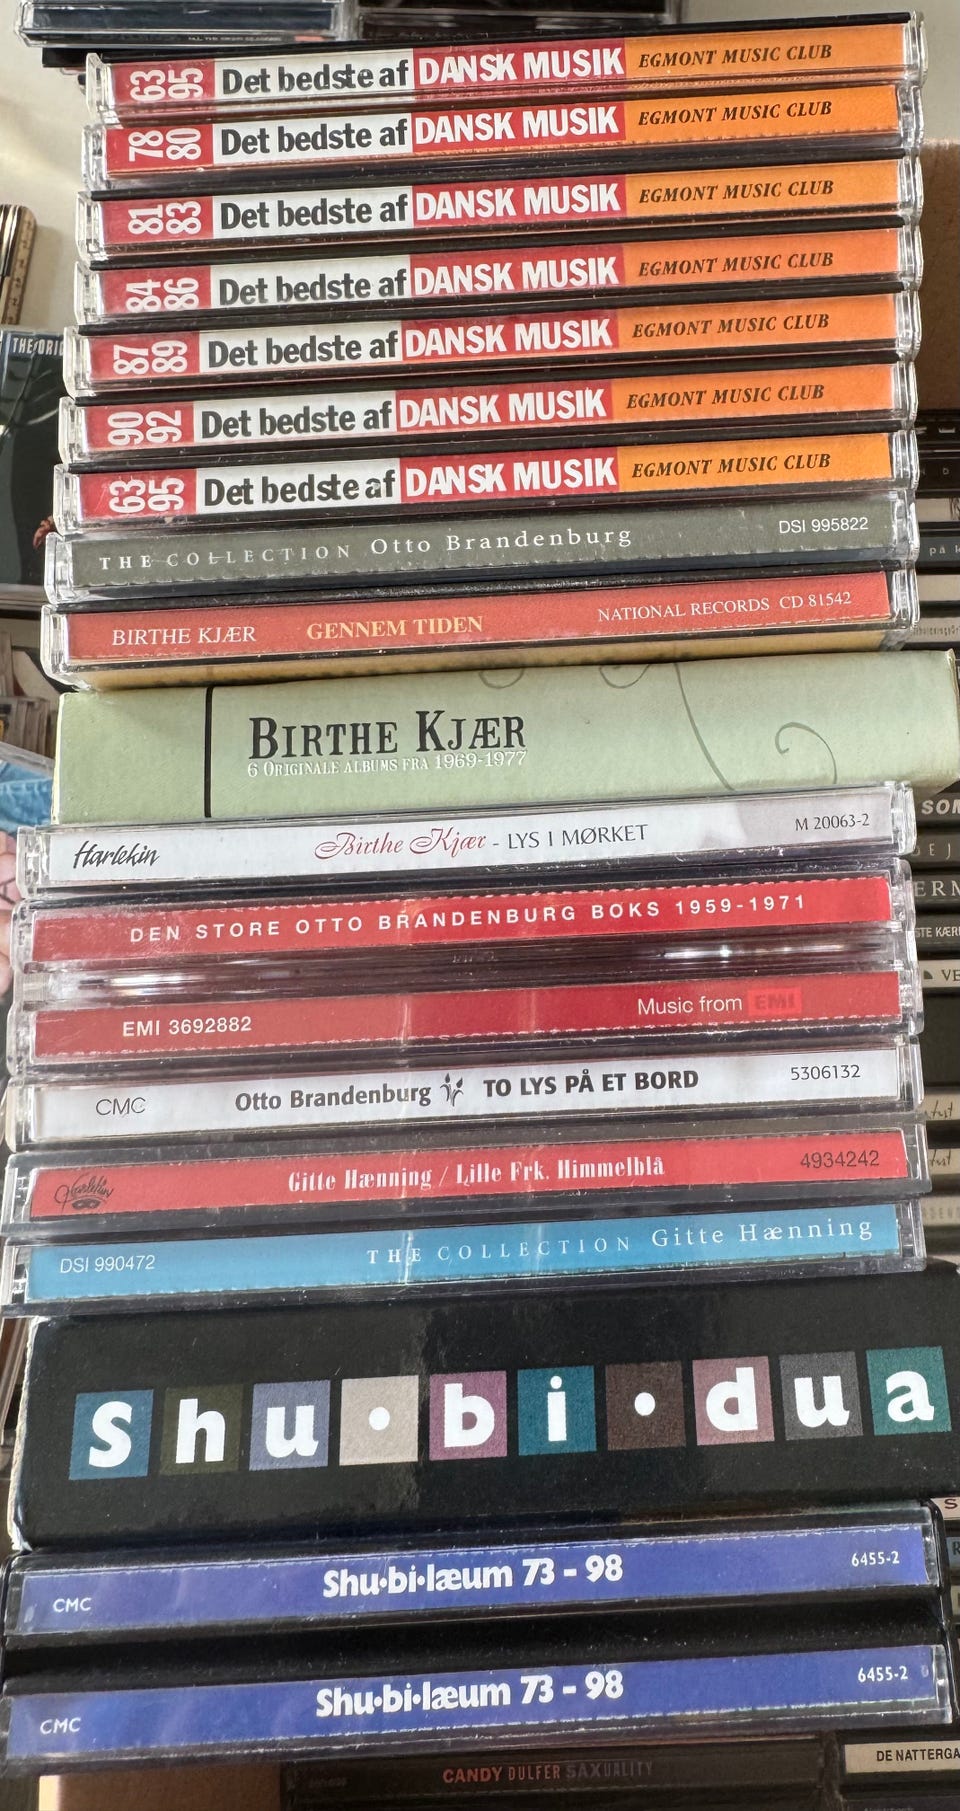 63 95 Det bedste af DANSK MUSIK EGMONT MUSIC CLUB
78 80 Det bedste af DANSK MUSIK EGMONT MUSIC CLUB
81 83 Det bedste af DANSK MUSIK EGMONT MUSIC CLUB
84 86 Det bedste af DANSK MUSIK EGMONT MUSIC CLUB
THE ORI
87 89 Det bedste af DANSK MUSIK EGMONT MUSIC CLUB
90 92 Det bedste af DANSK MUSIK EGMONT MUSIC CLUB
63 95 Det bedste af DANSK MUSIK EGMONT MUSIC CLUB
THE COLLECTION Otto Brandenburg DSI 995822
på
BIRTHE KJÆR GENNEM TIDEN NATIONAL RECORDS CD 81542
BIRTHE KJÆR
6 ORIGINALE ALBUMS FRA 1969-1977
SOM
Harlekin Birthe Kjær - LYS I MØRKET M 20063-2
DEN STORE OTTO BRANDENBURG BOKS 1959-1971
EMI 3692882 Music from EMI
CMC Otto Brandenburg TO LYS PÅ ET BORD 5306132
Harlekin Gitte Hænning / Lille Frk. Himmelblå 4934242
DSI 990472 THE COLLECTION Gitte Hænning
Shu·bi·dua
CMC Shu·bi·læum 73 - 98 6455-2
CMC Shu·bi·læum 73 - 98 6455-2
DE NATTERGA
CANDY DULFER SAXUALITY